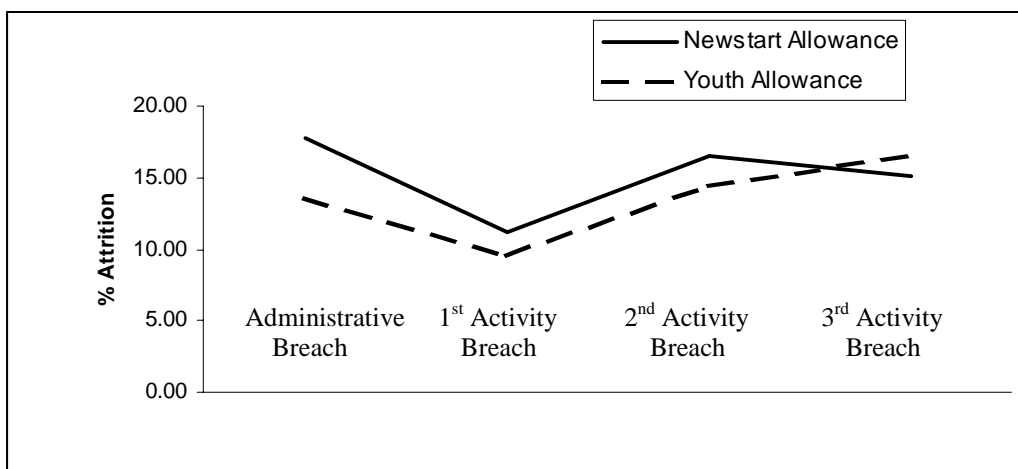 Newstart Allowance
Youth Allowance
% Attrition
20.00
15.00
10.00
5.00
0.00
Administrative
Breach
1st Activity
Breach
2nd Activity
Breach
3rd Activity
Breach